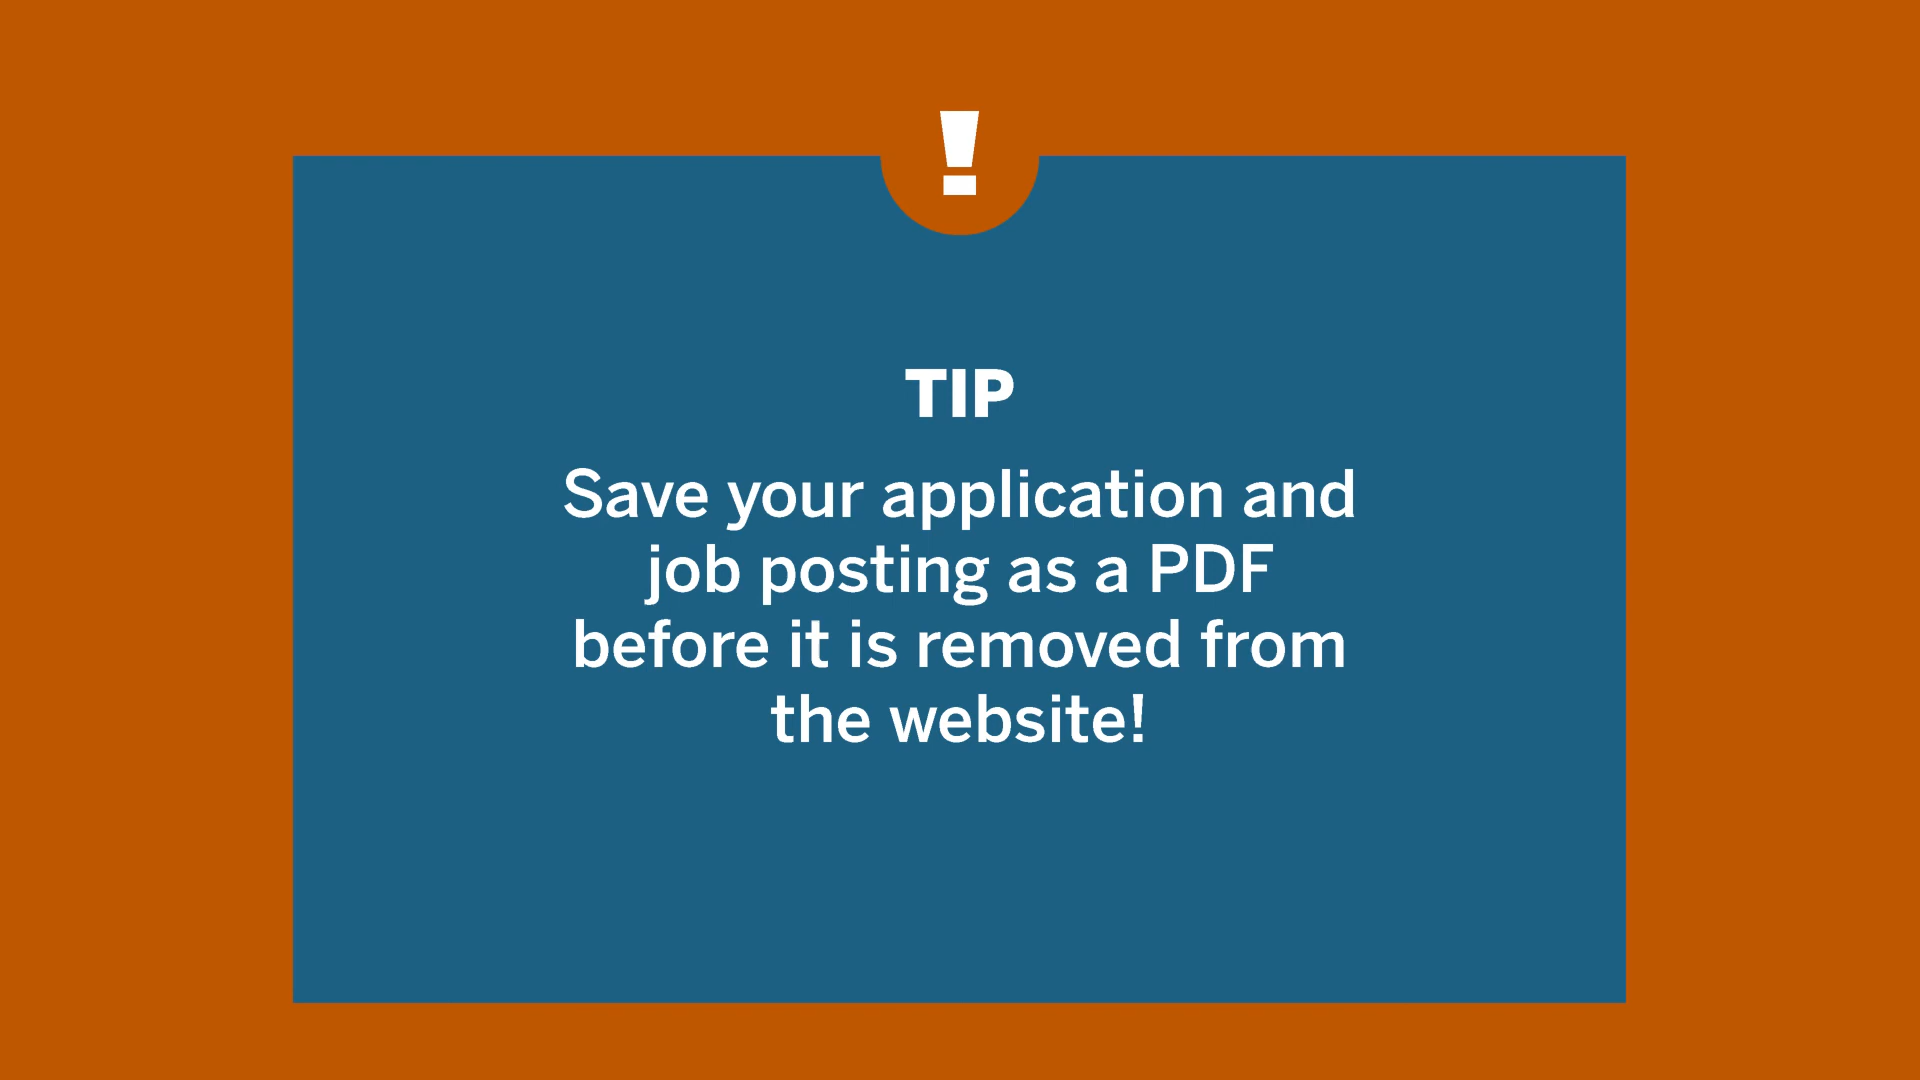 !
TIP
Save your application and
job posting as a PDF
before it is removed from
the website!